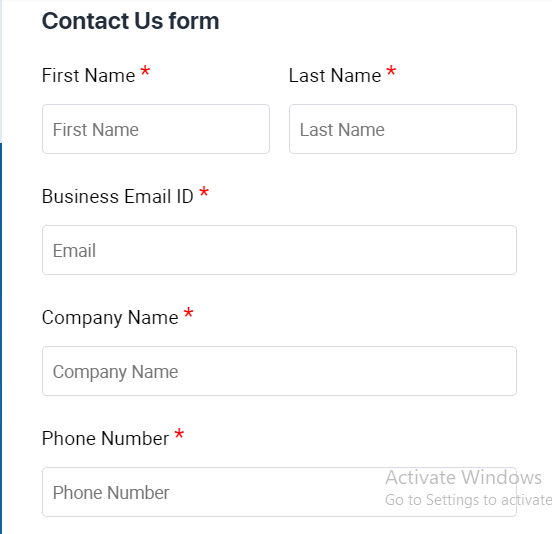 Contact Us form
First Name * Last Name *
First Name Last Name
Business Email ID *
Email
Company Name *
Company Name
Phone Number *
Phone Number
Activate Windows
Go to Settings to activate